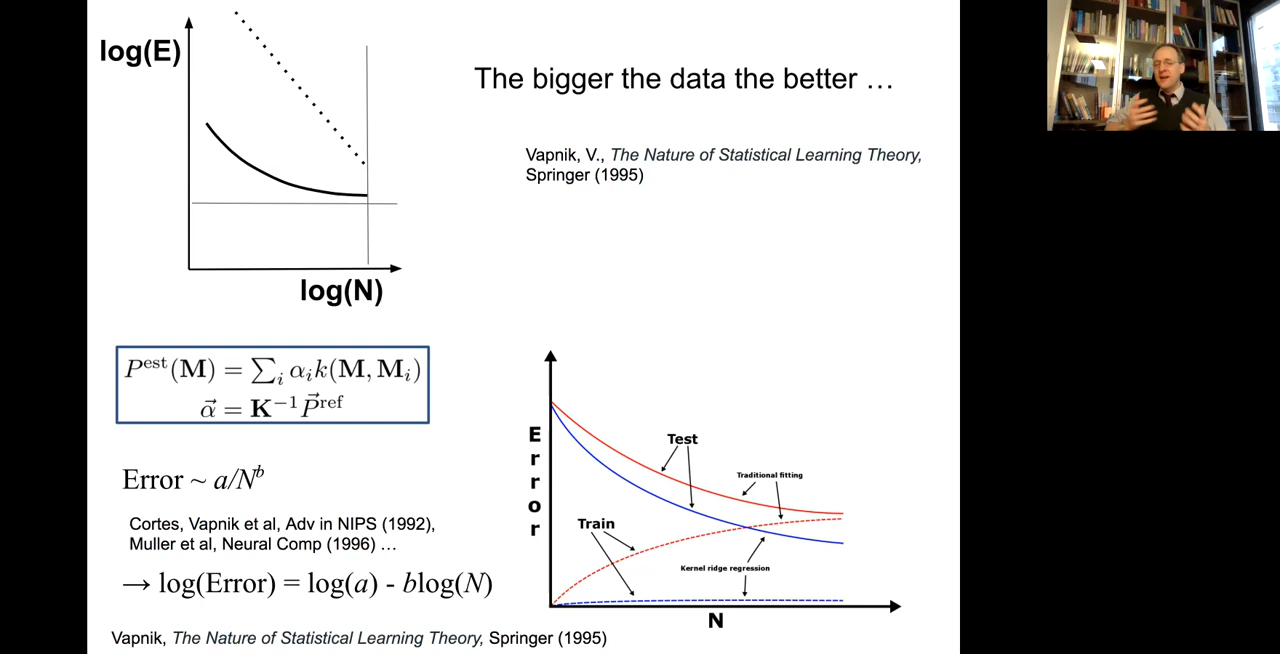 log(E)
log(N)
The bigger the data the better …
Vapnik, V., The Nature of Statistical Learning Theory,
Springer (1995)
P^est(M) = ∑_i α_i k(M, M_i)
α⃗ = K^−1 P⃗^ref
Error ~ a/N^b
Cortes, Vapnik et al, Adv in NIPS (1992),
Muller et al, Neural Comp (1996) …
→ log(Error) = log(a) - blog(N)
Vapnik, The Nature of Statistical Learning Theory, Springer (1995)
Error
Test
Traditional fitting
Train
Kernel ridge regression
N